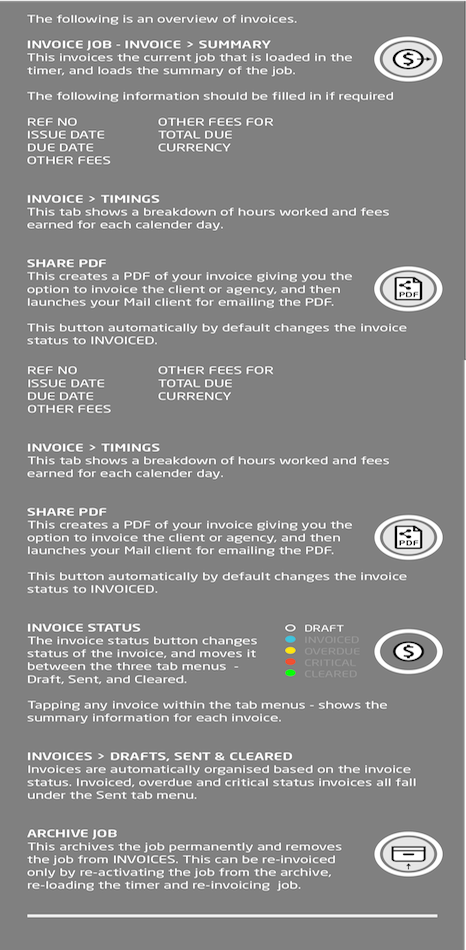 The following is an overview of invoices.
INVOICE JOB - INVOICE > SUMMARY
This invoices the current job that is loaded in the
timer, and loads the summary of the job.
The following information should be filled in if required
REF NO OTHER FEES FOR
ISSUE DATE TOTAL DUE
DUE DATE CURRENCY
OTHER FEES
INVOICE > TIMINGS
This tab shows a breakdown of hours worked and fees
earned for each calender day.
SHARE PDF
This creates a PDF of your invoice giving you the
option to invoice the client or agency, and then
launches your Mail client for emailing the PDF.
PDF
This button automatically by default changes the invoice
status to INVOICED.
REF NO OTHER FEES FOR
ISSUE DATE TOTAL DUE
DUE DATE CURRENCY
OTHER FEES
INVOICE > TIMINGS
This tab shows a breakdown of hours worked and fees
earned for each calender day.
SHARE PDF
This creates a PDF of your invoice giving you the
option to invoice the client or agency, and then
launches your Mail client for emailing the PDF.
PDF
This button automatically by default changes the invoice
status to INVOICED.
INVOICE STATUS
The invoice status button changes
status of the invoice, and moves it
between the three tab menus -
Draft, Sent, and Cleared.
DRAFT
INVOICED
OVERDUE
CRITICAL
CLEARED
$
Tapping any invoice within the tab menus - shows the
summary information for each invoice.
INVOICES > DRAFTS, SENT & CLEARED
Invoices are automatically organised based on the invoice
status. Invoiced, overdue and critical status invoices all fall
under the Sent tab menu.
ARCHIVE JOB
This archives the job permanently and removes
the job from INVOICES. This can be re-invoiced
only by re-activating the job from the archive,
re-loading the timer and re-invoicing job.